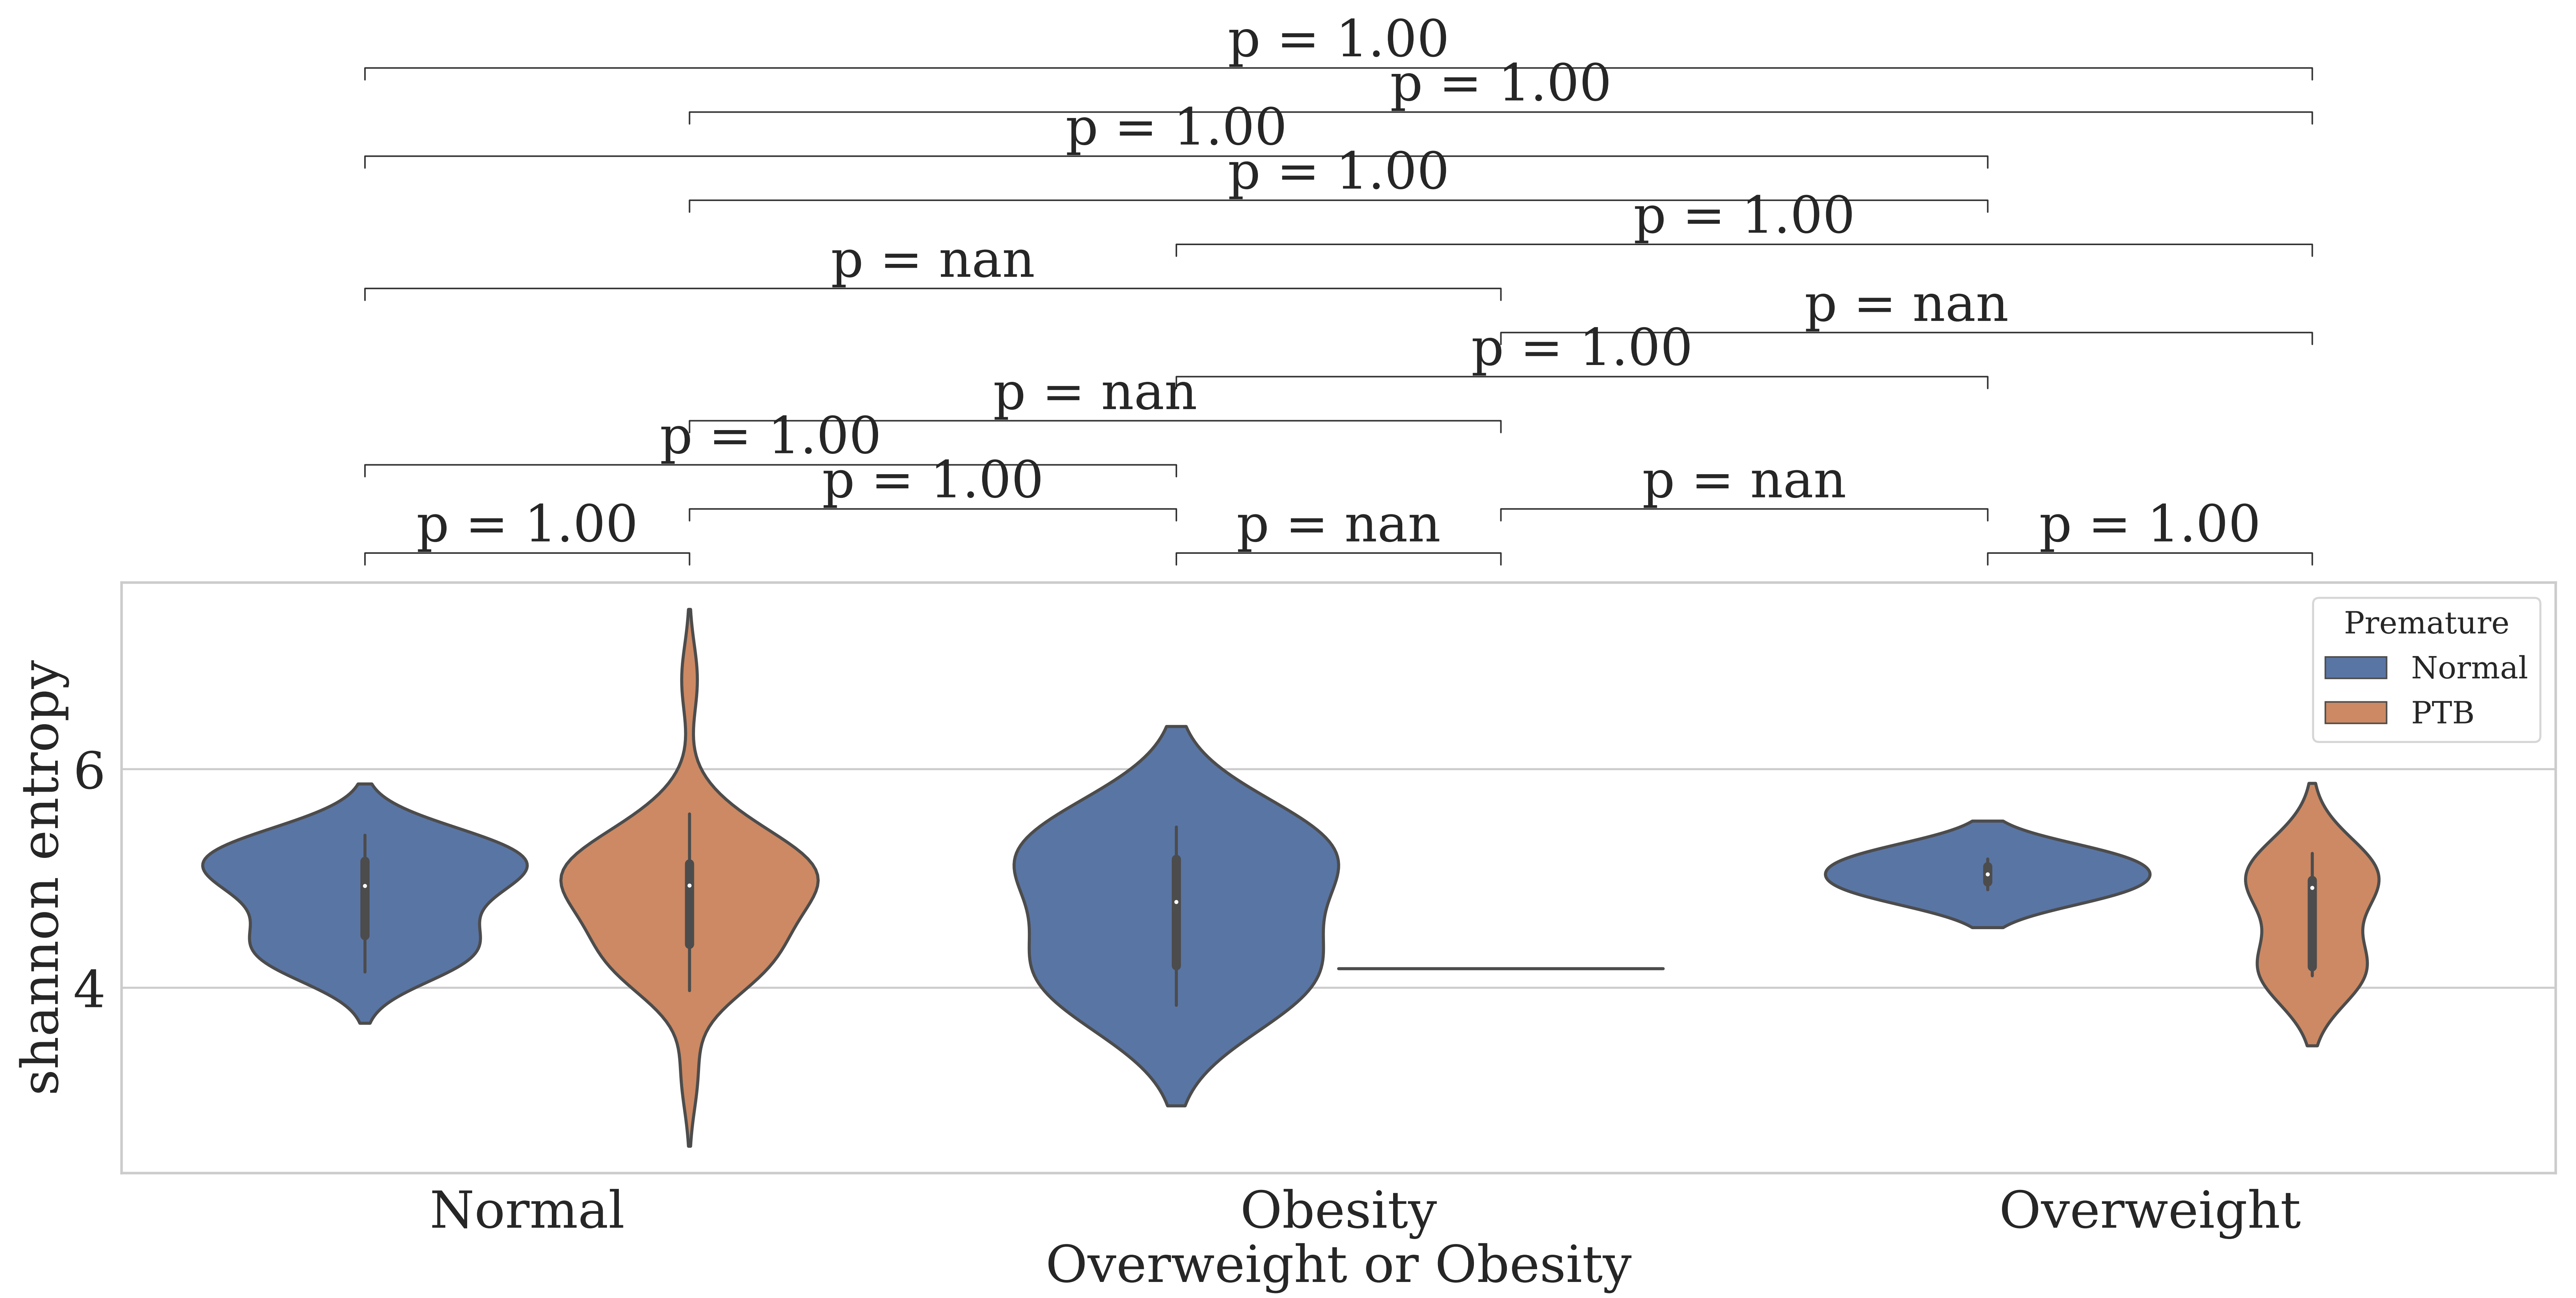 p = 1.00
p = 1.00
p = 1.00
p = 1.00
p = 1.00
p = nan
p = nan
p = 1.00
p = nan
p = 1.00
p = 1.00
p = nan
p = 1.00
p = nan
p = 1.00
Premature
Normal
PTB
shannon entropy
6
4
Normal
Obesity
Overweight
Overweight or Obesity